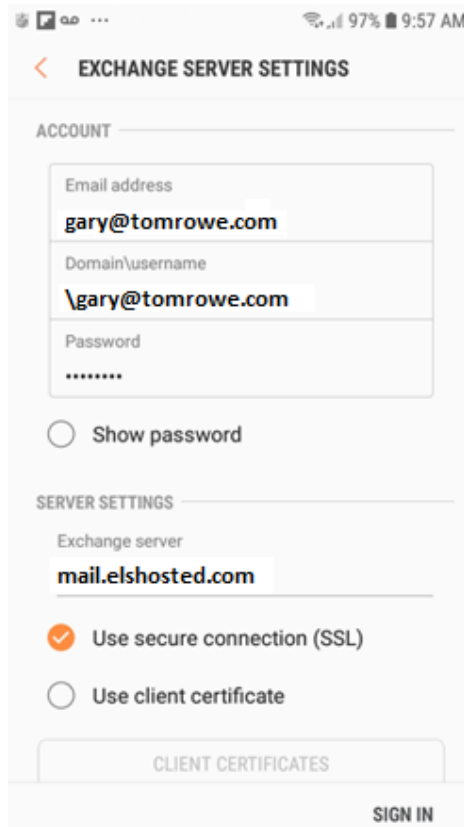 97% 9:57 AM
EXCHANGE SERVER SETTINGS
ACCOUNT
Email address
gary@tomrowe.com
Domain\username
\gary@tomrowe.com
Password
••••••••
Show password
SERVER SETTINGS
Exchange server
mail.elshosted.com
Use secure connection (SSL)
Use client certificate
CLIENT CERTIFICATES
SIGN IN